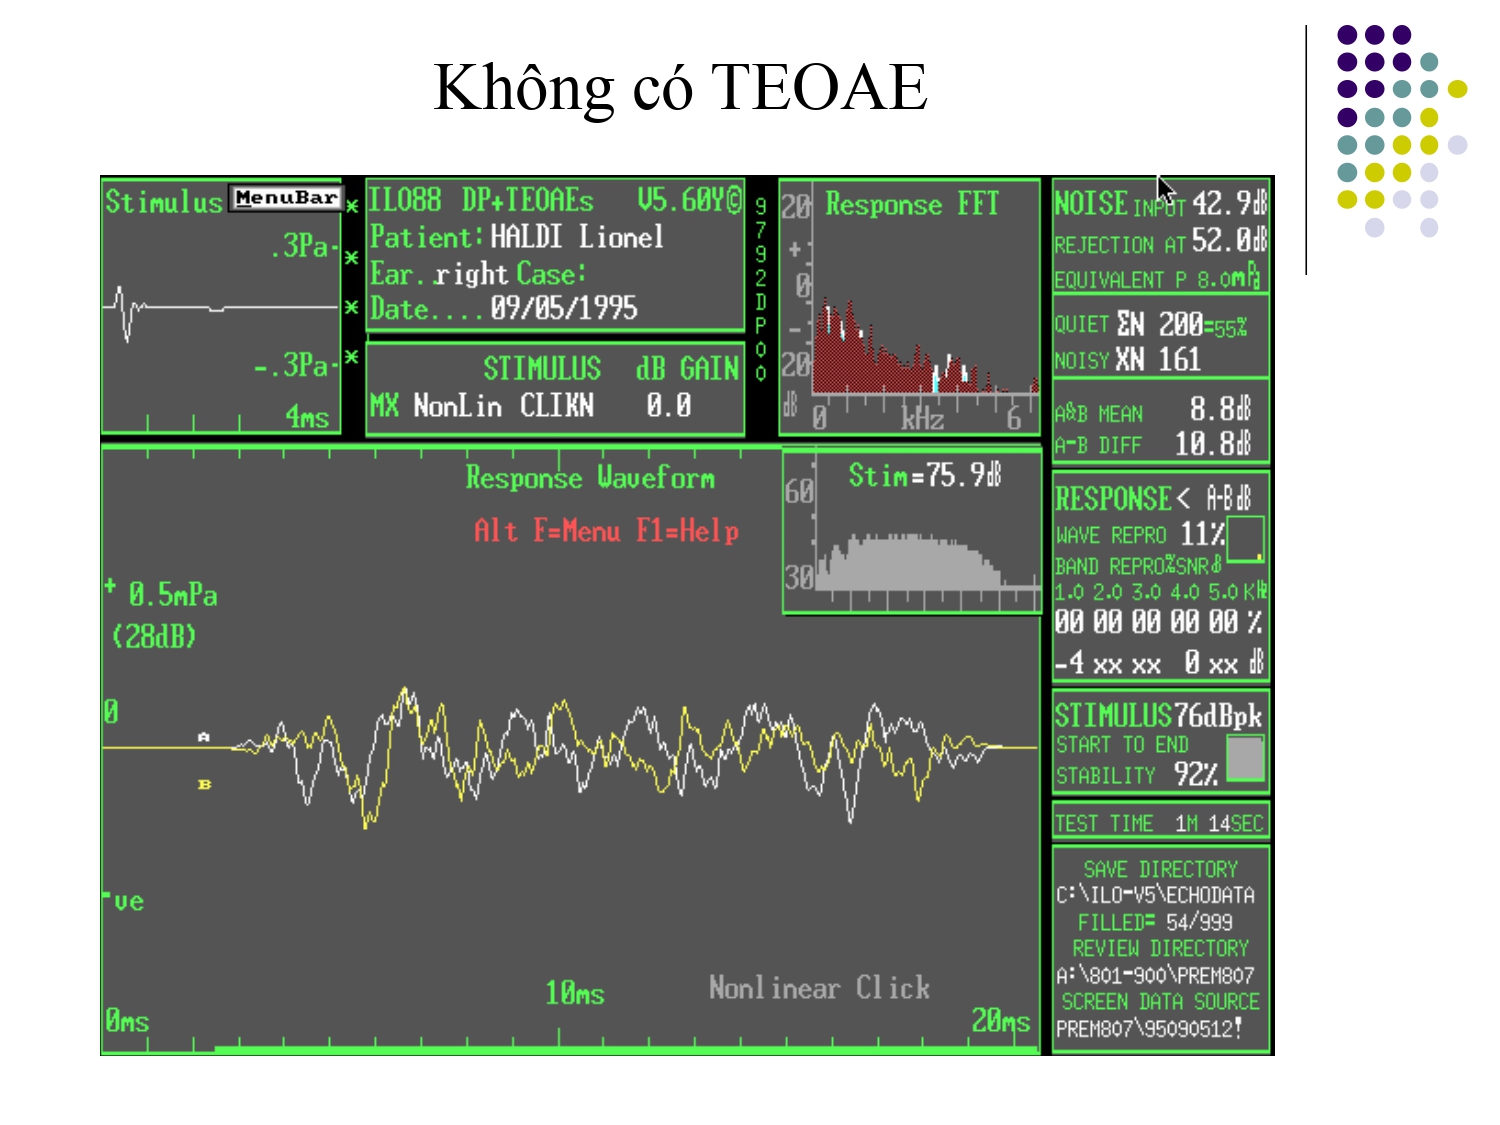 Không có TEOAE
Stimulus MenuBar
.3Pa-
-.3Pa-
4ms
* * * *
ILO88 DP+TEOAEs V5.60Y©
Patient: HALDI Lionel
Ear..right Case:
Date....09/05/1995
STIMULUS dB GAIN
MX NonLin CLIKN 0.0
9792DP00
Response FFT
20
+
0
-
20
dB
0 kHz 6
NOISE INPUT 42.9dB
REJECTION AT 52.0dB
EQUIVALENT P 8.0mPa
QUIET ΣN 200=55%
NOISY XN 161
A&B MEAN 8.8dB
A-B DIFF 10.8dB
RESPONSE< A-B dB
WAVE REPRO 11%
BAND REPRO%SNRdB
1.0 2.0 3.0 4.0 5.0 KHz
00 00 00 00 00 %
-4 xx xx 0 xx dB
STIMULUS 76dBpk
START TO END
STABILITY 92%
TEST TIME 1M 14SEC
SAVE DIRECTORY
C:\ILO-V5\ECHODATA
FILLED= 54/999
REVIEW DIRECTORY
A:\801-900\PREM807
SCREEN DATA SOURCE
PREM807\95090512!
Response Waveform
Alt F=Menu F1=Help
Stim=75.9dB
60
30
+ 0.5mPa
(28dB)
0
A
B
-ve
Nonlinear Click
0ms 10ms 20ms